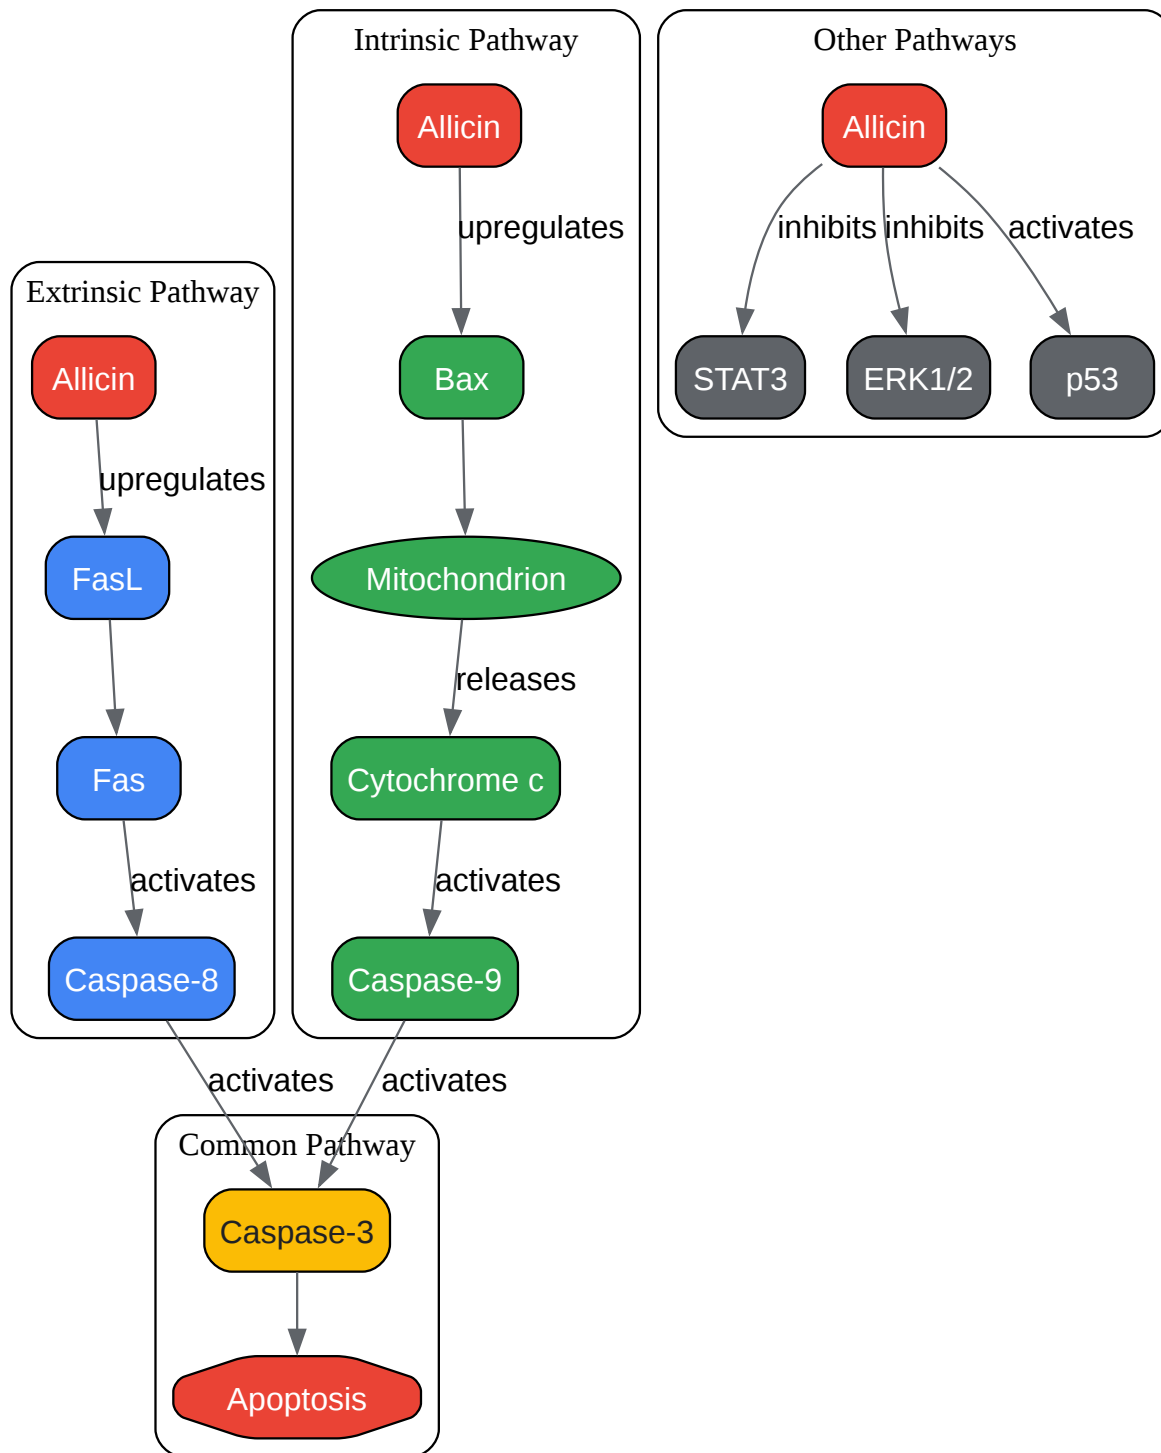 Intrinsic Pathway
Allicin
upregulates
Bax
Mitochondrion
releases
Cytochrome c
activates
Caspase-9
activates
Other Pathways
Allicin
inhibits
inhibits
activates
STAT3
ERK1/2
p53
Extrinsic Pathway
Allicin
upregulates
FasL
Fas
activates
Caspase-8
activates
Common Pathway
Caspase-3
Apoptosis